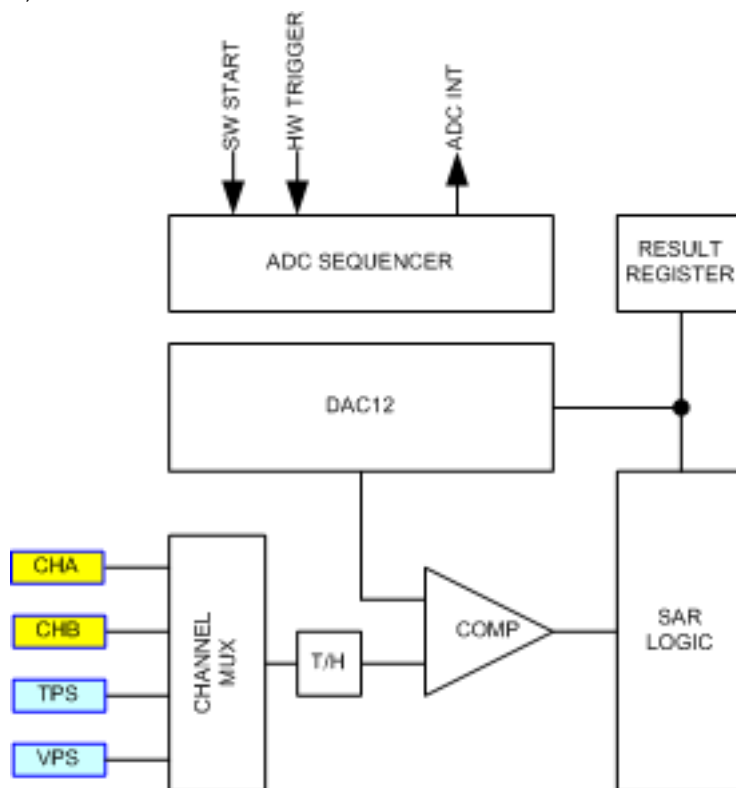 SW START
HW TRIGGER
ADC INT
ADC SEQUENCER
RESULT
REGISTER
DAC12
CHA
CHB
TPS
VPS
CHANNEL
MUX
T/H
COMP
SAR
LOGIC